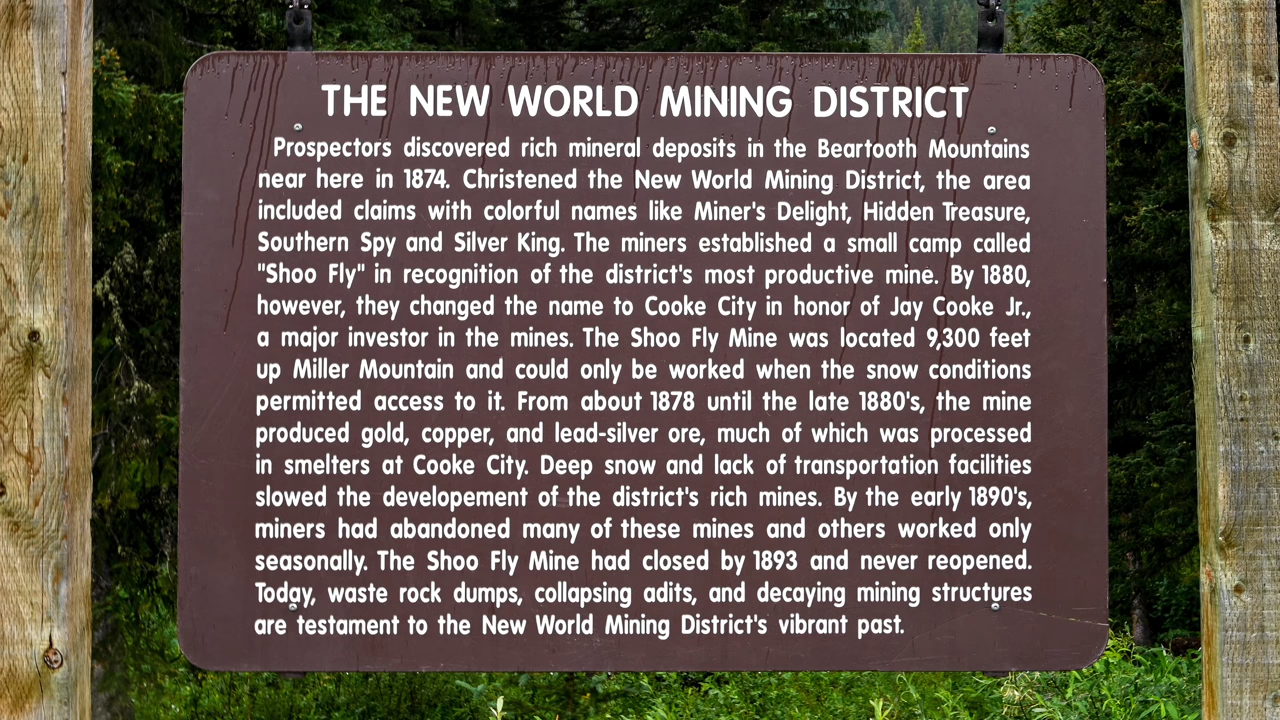 THE NEW WORLD MINING DISTRICT
Prospectors discovered rich mineral deposits in the Beartooth Mountains
near here in 1874. Christened the New World Mining District, the area
included claims with colorful names like Miner's Delight, Hidden Treasure,
Southern Spy and Silver King. The miners established a small camp called
"Shoo Fly" in recognition of the district's most productive mine. By 1880,
however, they changed the name to Cooke City in honor of Jay Cooke Jr.,
a major investor in the mines. The Shoo Fly Mine was located 9,300 feet
up Miller Mountain and could only be worked when the snow conditions
permitted access to it. From about 1878 until the late 1880's, the mine
produced gold, copper, and lead-silver ore, much of which was processed
in smelters at Cooke City. Deep snow and lack of transportation facilities
slowed the developement of the district's rich mines. By the early 1890's,
miners had abandoned many of these mines and others worked only
seasonally. The Shoo Fly Mine had closed by 1893 and never reopened.
Today, waste rock dumps, collapsing adits, and decaying mining structures
are testament to the New World Mining District's vibrant past.